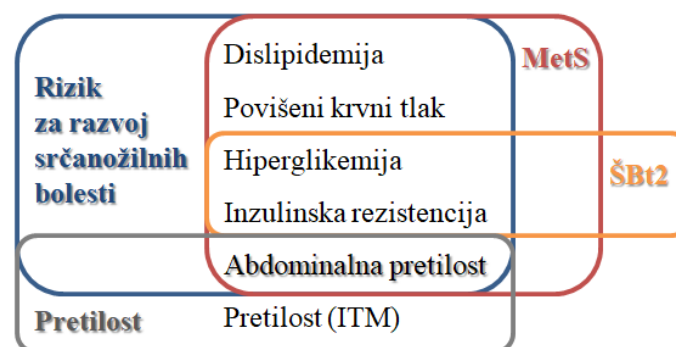 Rizik
za razvoj
srčanožilnih
bolesti
Dislipidemija
MetS
Povišeni krvni tlak
Hiperglikemija
ŠBt2
Inzulinska rezistencija
Abdominalna pretilost
Pretilost
Pretilost (ITM)